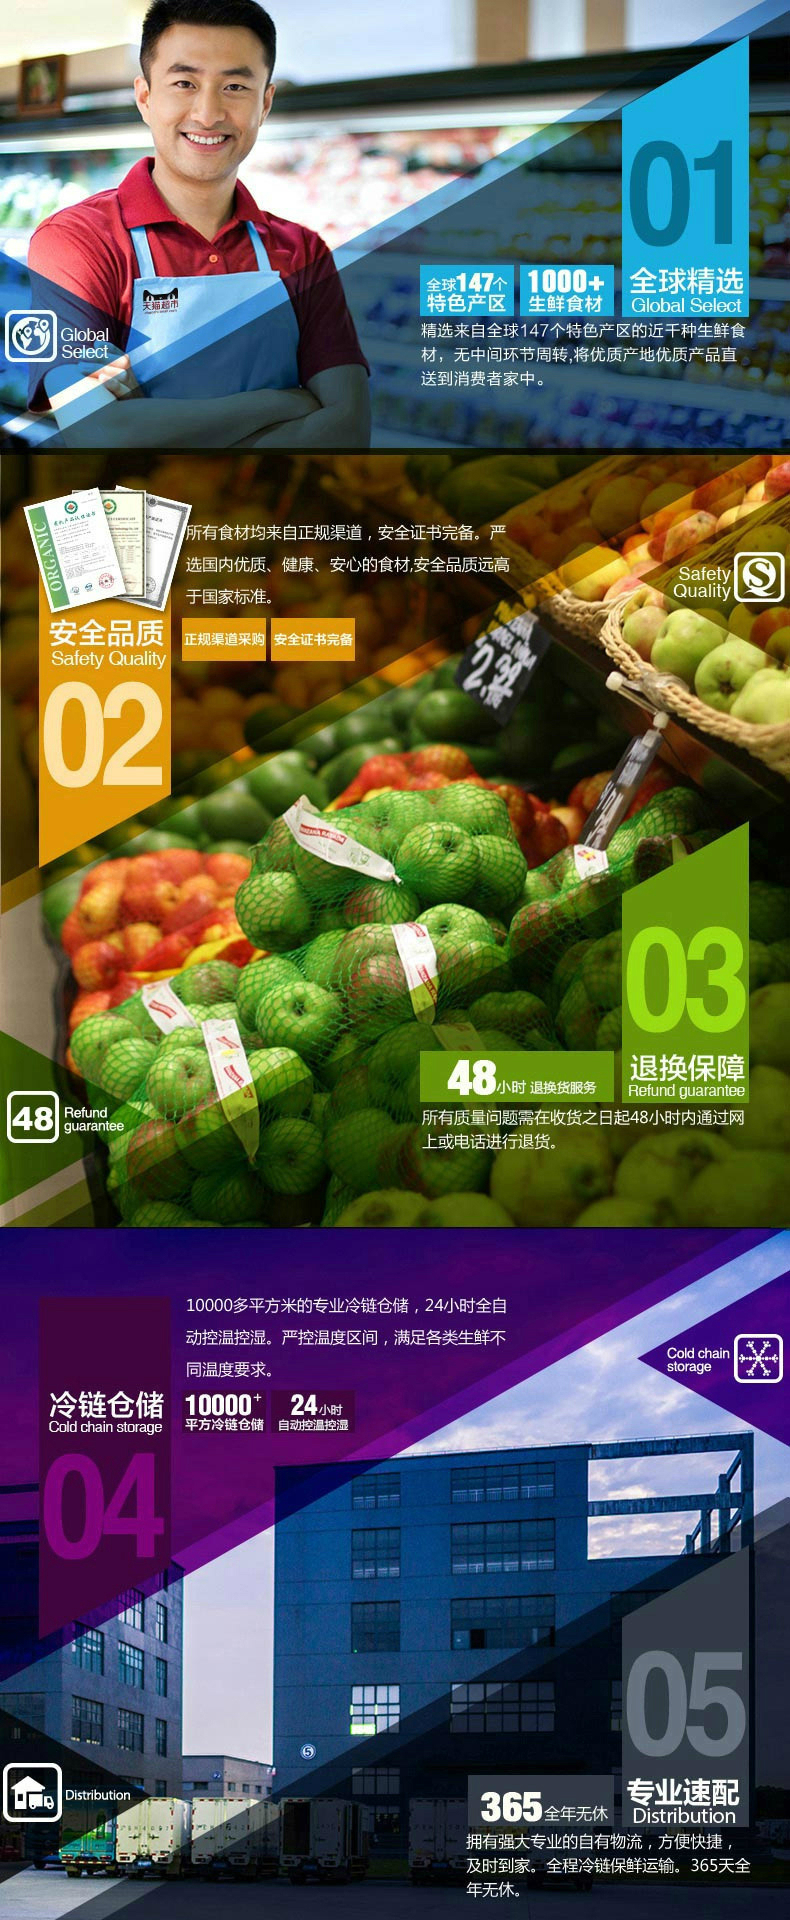 01
全球147个
特色产区
1000+
生鲜食材
全球精选
Global Select
精选来自全球147个特色产区的近千种生鲜食
材，无中间环节周转,将优质产地优质产品直
送到消费者家中。
天猫超市
Global
Select
ORGANIC
所有食材均来自正规渠道，安全证书完备。严
选国内优质、健康、安心的食材,安全品质远高
于国家标准。
正规渠道采购
安全证书完备
安全品质
Safety Quality
02
Safety
Quality
2.99
03
48小时 退换货服务
退换保障
Refund guarantee
所有质量问题需在收货之日起48小时内通过网
上或电话进行退货。
48
Refund
guarantee
10000多平方米的专业冷链仓储，24小时全自
动控温控湿。严控温度区间，满足各类生鲜不
同温度要求。
10000+
平方冷链仓储
24小时
自动控温控湿
冷链仓储
Cold chain storage
04
Cold chain
storage
5
05
365全年无休
专业速配
Distribution
拥有强大专业的自有物流，方便快捷，
及时到家。全程冷链保鲜运输。365天全
年无休。
Distribution